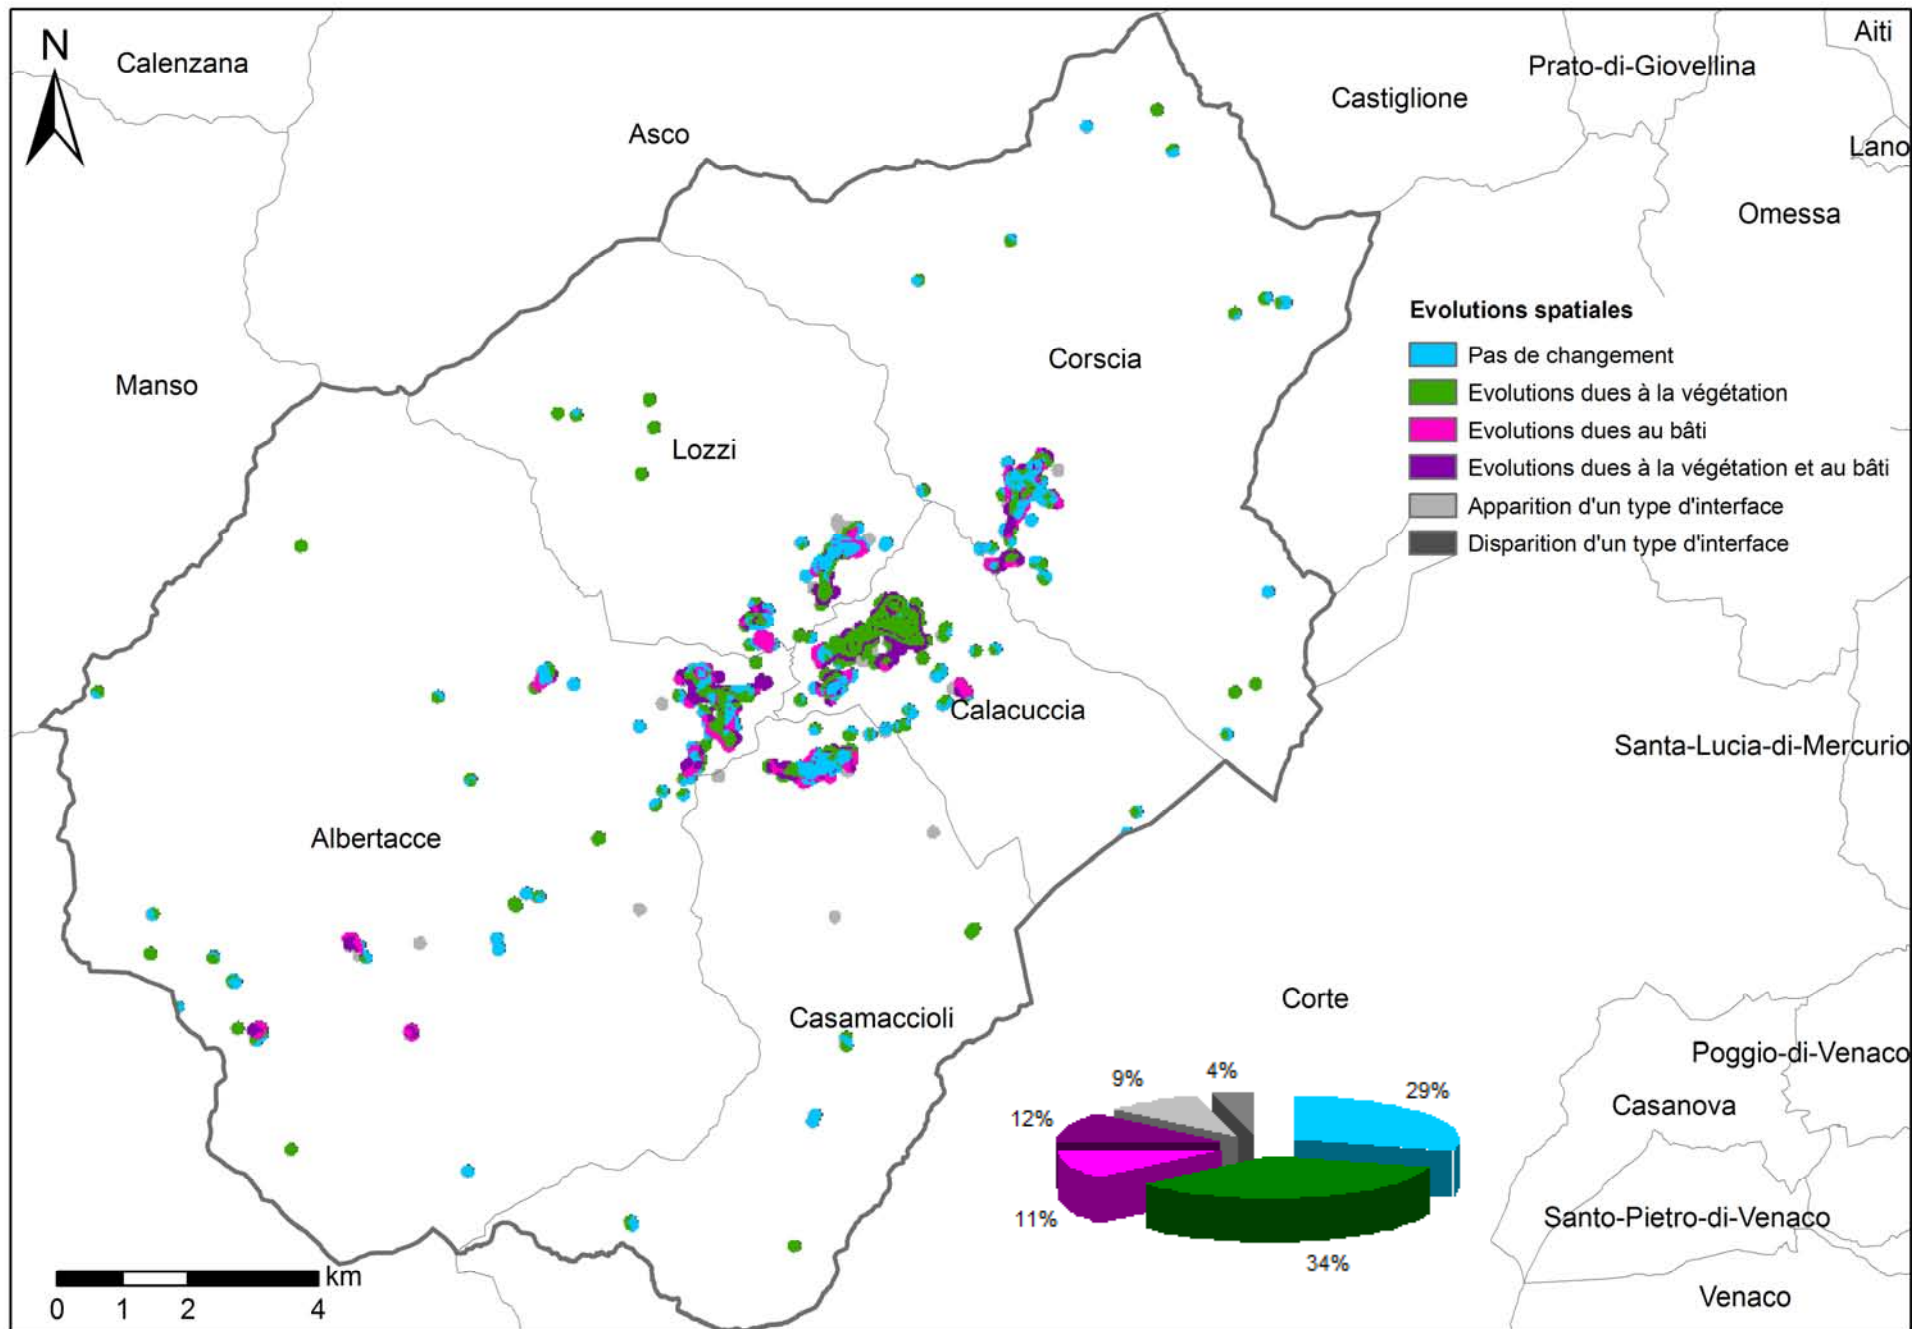 N
Calenzana
Asco
Castiglione
Prato-di-Giovellina
Aiti
Lano
Omessa
Manso
Corscia
Lozzi
Evolutions spatiales
Pas de changement
Evolutions dues à la végétation
Evolutions dues au bâti
Evolutions dues à la végétation et au bâti
Apparition d'un type d'interface
Disparition d'un type d'interface
Calacuccia
Santa-Lucia-di-Mercurio
Albertacce
Casamaccioli
Corte
Poggio-di-Venaco
Casanova
Santo-Pietro-di-Venaco
Venaco
9%
4%
29%
12%
11%
34%
km
0 1 2 4